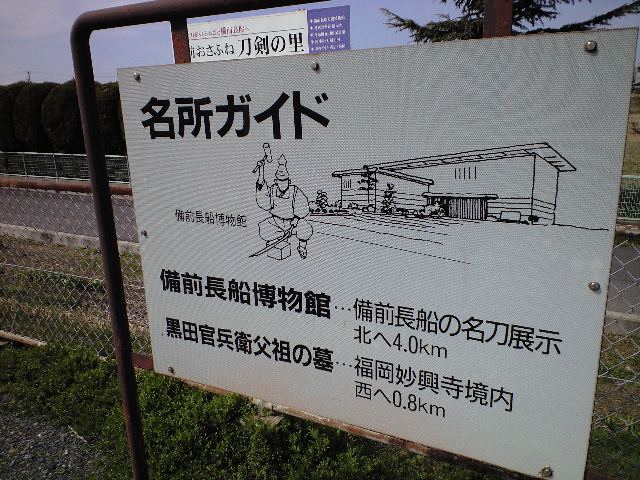 おさふね 刀剣の里
名所ガイド
備前長船博物館
備前長船博物館…備前長船の名刀展示
北へ4.0km
黒田官兵衛父祖の墓…福岡妙興寺境内
西へ0.8km